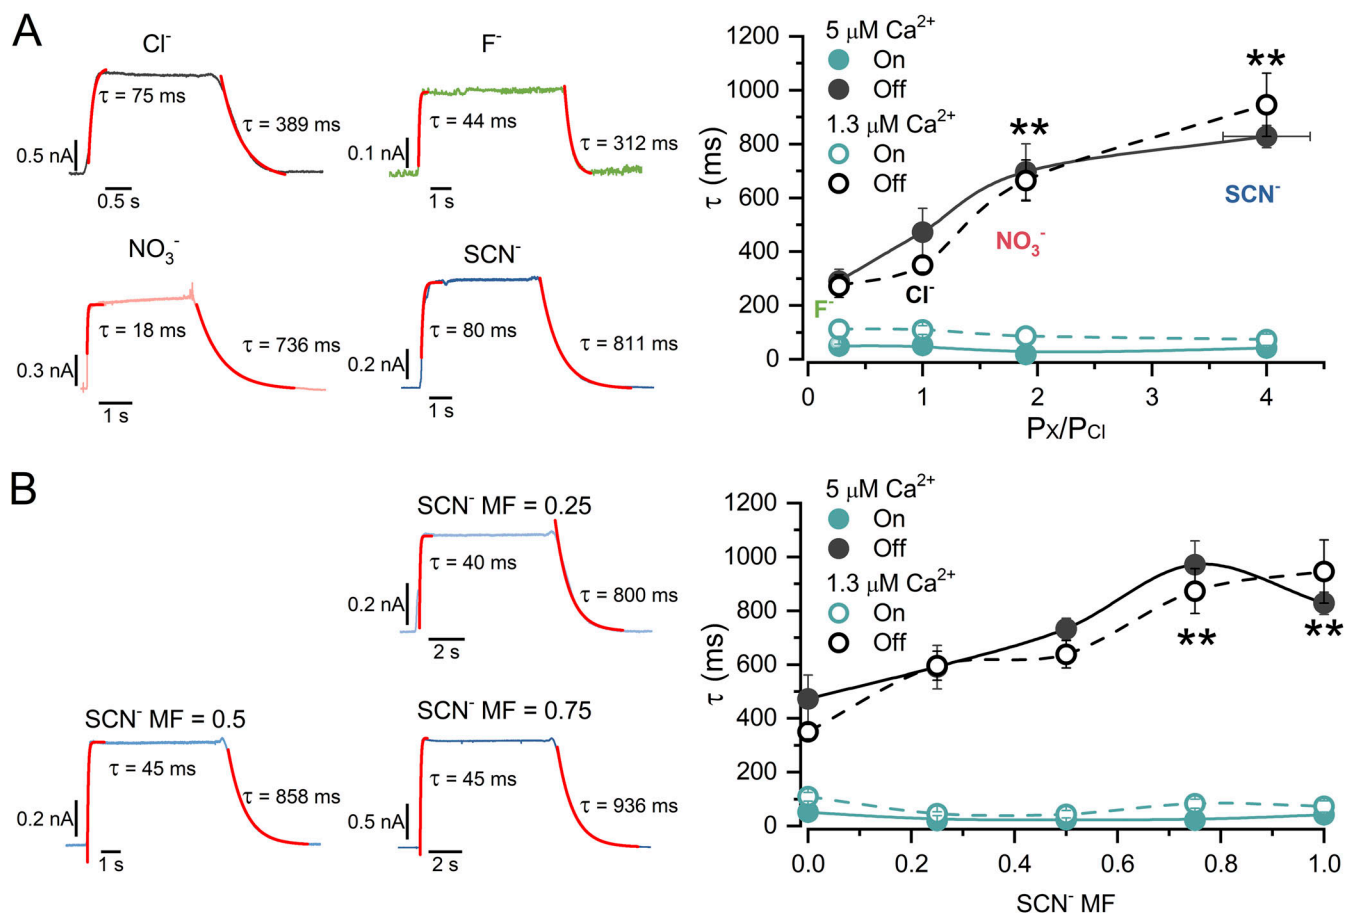 A
Cl⁻
τ = 75 ms
τ = 389 ms
0.5 nA
0.5 s
F⁻
τ = 44 ms
τ = 312 ms
0.1 nA
1 s
NO₃⁻
τ = 18 ms
τ = 736 ms
0.3 nA
1 s
SCN⁻
τ = 80 ms
τ = 811 ms
0.2 nA
1 s
5 μM Ca²⁺
On
Off
1.3 μM Ca²⁺
On
Off
**
**
SCN⁻
NO₃⁻
Cl⁻
F⁻
τ (ms)
1200
1000
800
600
400
200
0
0 1 2 3 4
Pₓ/PCl
B
SCN⁻ MF = 0.25
τ = 40 ms
τ = 800 ms
0.2 nA
2 s
SCN⁻ MF = 0.5
τ = 45 ms
τ = 858 ms
0.2 nA
1 s
SCN⁻ MF = 0.75
τ = 45 ms
τ = 936 ms
0.5 nA
2 s
5 μM Ca²⁺
On
Off
1.3 μM Ca²⁺
On
Off
**
**
τ (ms)
1200
1000
800
600
400
200
0
0.0 0.2 0.4 0.6 0.8 1.0
SCN⁻ MF